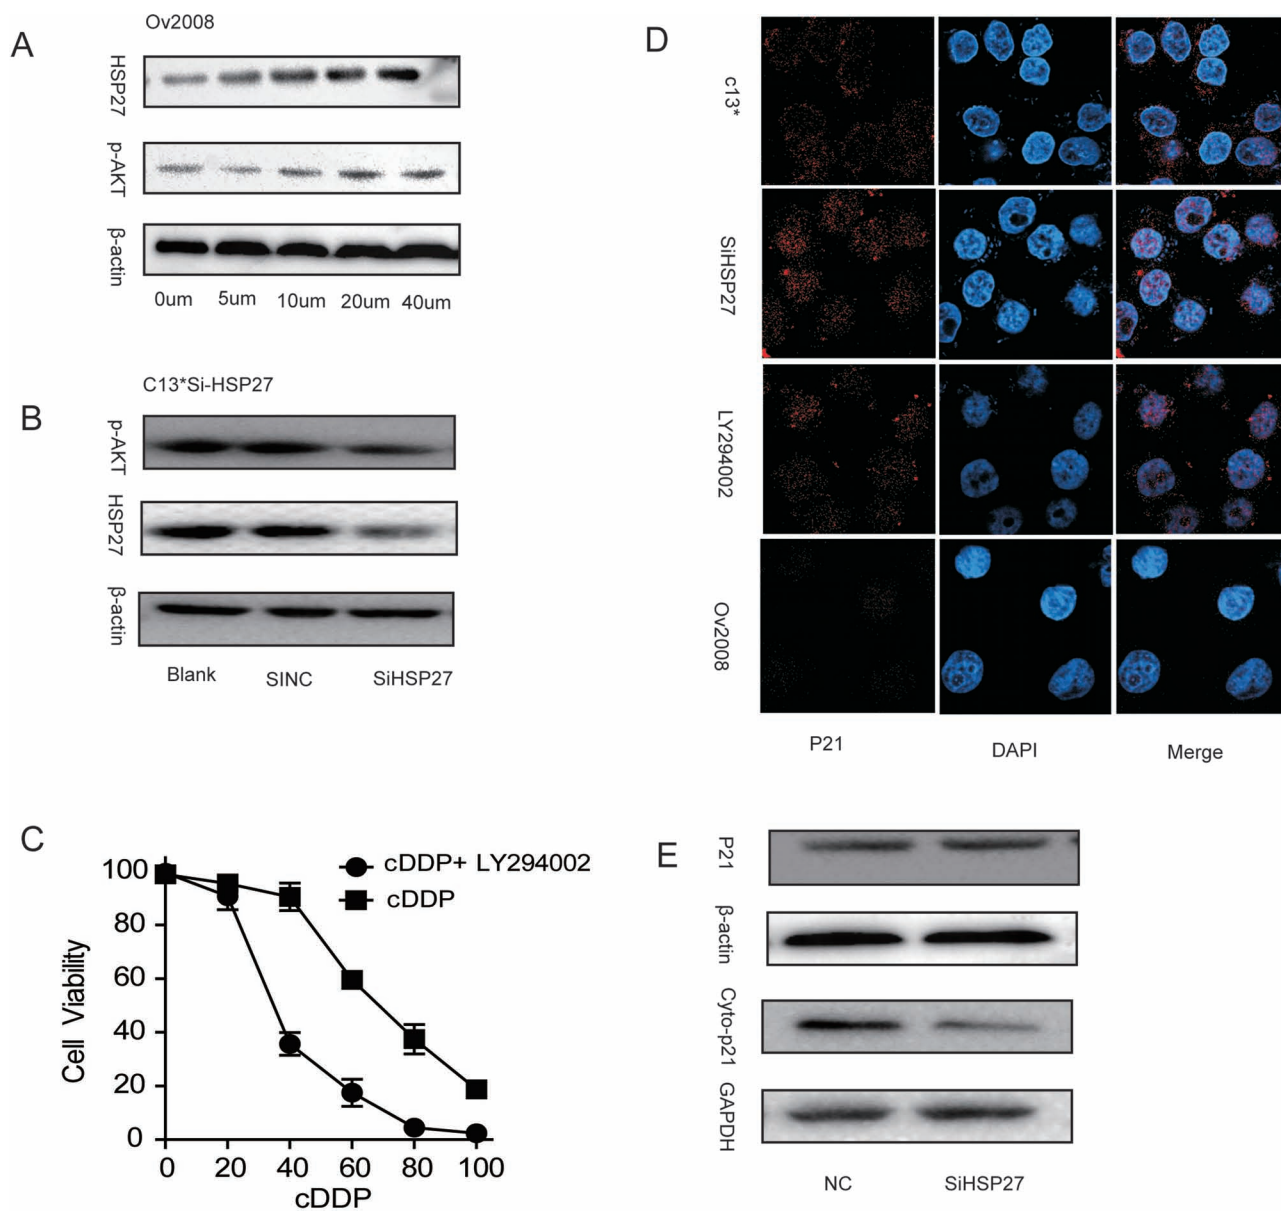 A
Ov2008
HSP27
p-AKT
β-actin
0um 5um 10um 20um 40um
B
C13*Si-HSP27
p-AKT
HSP27
β-actin
Blank SINC SiHSP27
C
cDDP+ LY294002
cDDP
Cell Viability
100
80
60
40
20
0
0 20 40 60 80 100
cDDP
D
c13*
SiHSP27
LY294002
Ov2008
P21 DAPI Merge
E
P21
β-actin
Cyto-p21
GAPDH
NC SiHSP27